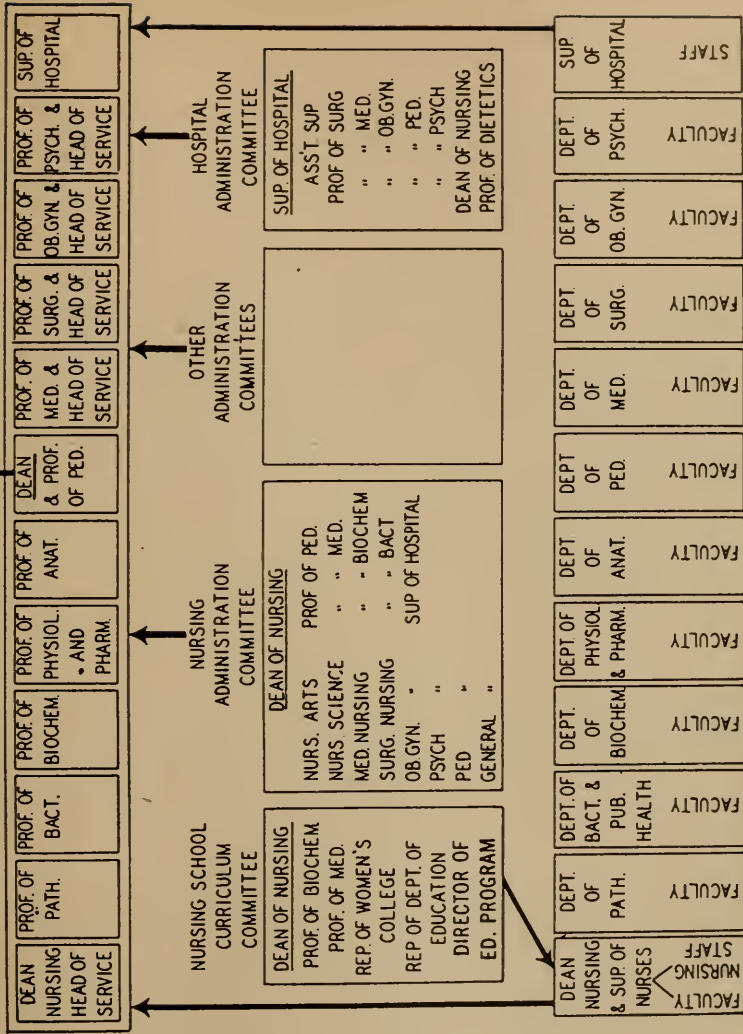 DEAN
NURSING
HEAD OF
SERVICE
PROF. OF
PATH.
PROF. OF
BACT.
PROF. OF
BIOCHEM.
PROF. OF
PHYSIOL.
AND
PHARM.
PROF. OF
ANAT.
DEAN
& PROF.
OF PED.
PROF. OF
MED. &
HEAD OF
SERVICE
PROF. OF
SURG. &
HEAD OF
SERVICE
PROF. OF
OB.GYN. &
HEAD OF
SERVICE
PROF. OF
PSYCH. &
HEAD OF
SERVICE
SUP. OF
HOSPITAL
NURSING SCHOOL
CURRICULUM
COMMITTEE
DEAN OF NURSING
PROF. OF BIOCHEM.
PROF. OF MED.
REP. OF WOMEN'S
COLLEGE
REP OF DEPT. OF
EDUCATION
DIRECTOR OF
ED. PROGRAM
NURSING
ADMINISTRATION
COMMITTEE
DEAN OF NURSING
NURS. ARTS PROF OF PED.
NURS. SCIENCE " " MED.
MED. NURSING " " BIOCHEM
SURG. NURSING " " BACT
OB.GYN. " SUP OF HOSPITAL
PSYCH "
PED "
GENERAL "
OTHER
ADMINISTRATION
COMMITTEES
HOSPITAL
ADMINISTRATION
COMMITTEE
SUP. OF HOSPITAL
ASS'T. SUP
PROF OF SURG
" " MED.
" " OB.GYN.
" " PED.
" " PSYCH
DEAN OF NURSING
PROF. OF DIETETICS
DEAN
NURSING
& SUP. OF
NURSES
FACULTY
NURSING
STAFF
DEPT.
OF
PATH.
FACULTY
DEPT. OF
BACT. &
PUB.
HEALTH
FACULTY
DEPT.
OF
BIOCHEM
FACULTY
DEPT. OF
PHYSIOL
& PHARM.
FACULTY
DEPT.
OF
ANAT.
FACULTY
DEPT
OF
PED.
FACULTY
DEPT.
OF
MED.
FACULTY
DEPT.
OF
SURG.
FACULTY
DEPT.
OF
OB. GYN.
FACULTY
DEPT.
OF
PSYCH.
FACULTY
SUP.
OF
HOSPITAL
STAFF